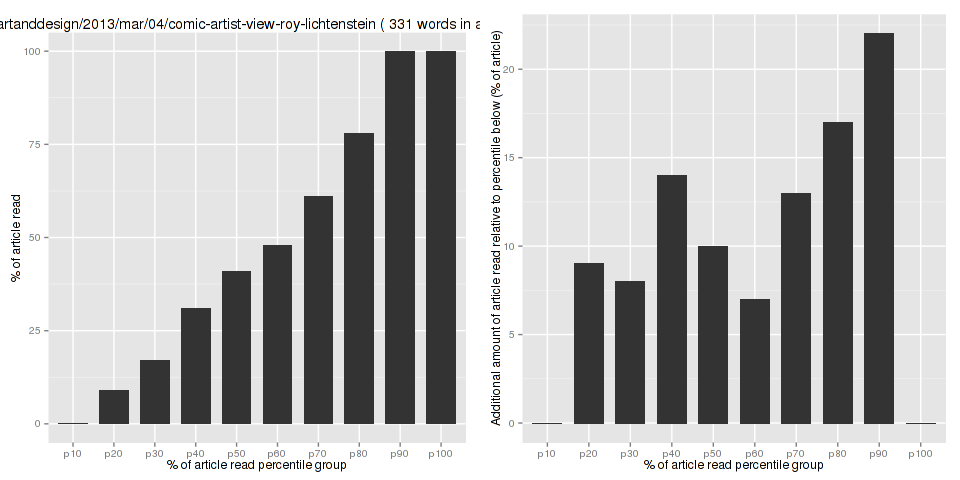 artanddesign/2013/mar/04/comic-artist-view-roy-lichtenstein ( 331 words in a
% of article read
100
75
50
25
0
p10 p20 p30 p40 p50 p60 p70 p80 p90 p100
% of article read percentile group
Additional amount of article read relative to percentile below (% of article)
20
15
10
5
0
p10 p20 p30 p40 p50 p60 p70 p80 p90 p100
% of article read percentile group